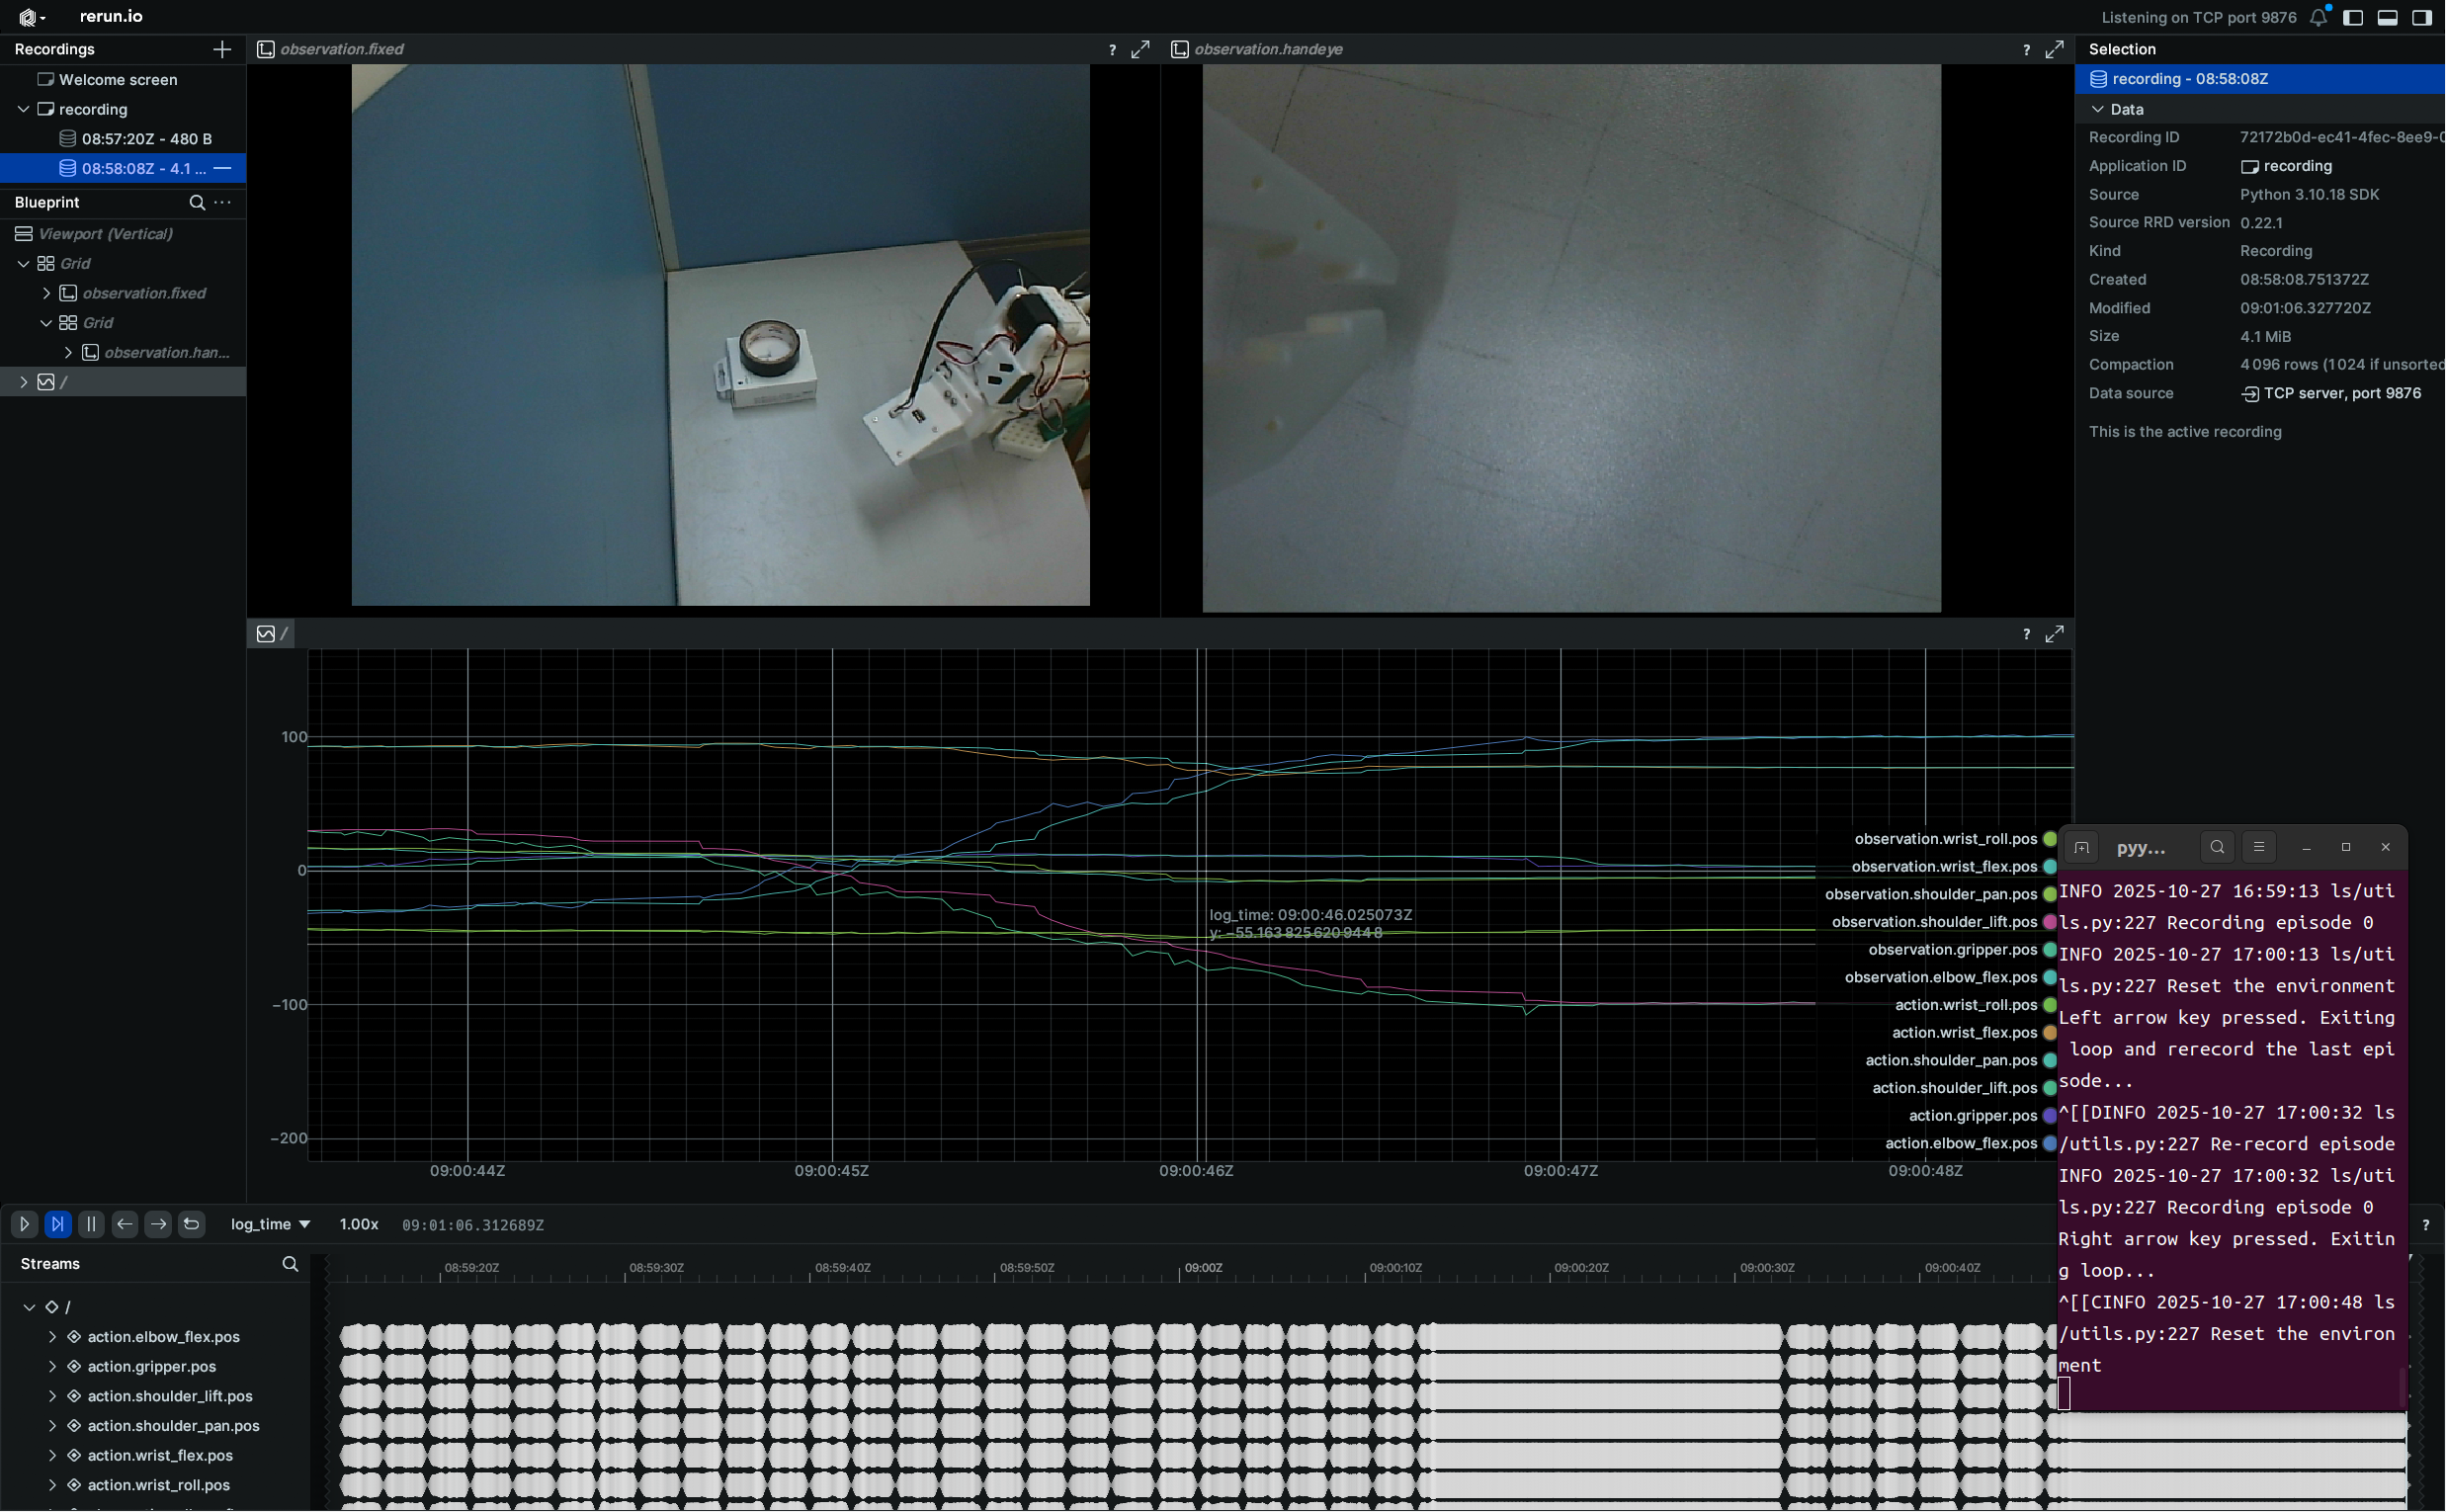 rerun.io
Listening on TCP port 9876
Recordings
Welcome screen
recording
08:57:20Z - 480 B
08:58:08Z - 4.1 ...
Blueprint
Viewport (Vertical)
Grid
observation.fixed
Grid
observation.han...
/
observation.fixed
?
observation.handeye
?
/
?
100
0
−100
−200
09:00:44Z
09:00:45Z
09:00:46Z
09:00:47Z
09:00:48Z
log_time: 09:00:46.025073Z
y: −55.1638256209448
observation.wrist_roll.pos
observation.wrist_flex.pos
observation.shoulder_pan.pos
observation.shoulder_lift.pos
observation.gripper.pos
observation.elbow_flex.pos
action.wrist_roll.pos
action.wrist_flex.pos
action.shoulder_pan.pos
action.shoulder_lift.pos
action.gripper.pos
action.elbow_flex.pos
Selection
recording - 08:58:08Z
Data
Recording ID 72172b0d-ec41-4fec-8ee9-0
Application ID recording
Source Python 3.10.18 SDK
Source RRD version 0.22.1
Kind Recording
Created 08:58:08.751372Z
Modified 09:01:06.327720Z
Size 4.1 MiB
Compaction 4 096 rows (1 024 if unsorted
Data source TCP server, port 9876
This is the active recording
pyy...
INFO 2025-10-27 16:59:13 ls/uti
ls.py:227 Recording episode 0
INFO 2025-10-27 17:00:13 ls/uti
ls.py:227 Reset the environment
Left arrow key pressed. Exiting
loop and rerecord the last epi
sode...
^[[DINFO 2025-10-27 17:00:32 ls
/utils.py:227 Re-record episode
INFO 2025-10-27 17:00:32 ls/uti
ls.py:227 Recording episode 0
Right arrow key pressed. Exitin
g loop...
^[[CINFO 2025-10-27 17:00:48 ls
/utils.py:227 Reset the environ
ment
log_time 1.00x 09:01:06.312689Z
?
Streams
08:59:20Z
08:59:30Z
08:59:40Z
08:59:50Z
09:00Z
09:00:10Z
09:00:20Z
09:00:30Z
09:00:40Z
/
action.elbow_flex.pos
action.gripper.pos
action.shoulder_lift.pos
action.shoulder_pan.pos
action.wrist_flex.pos
action.wrist_roll.pos